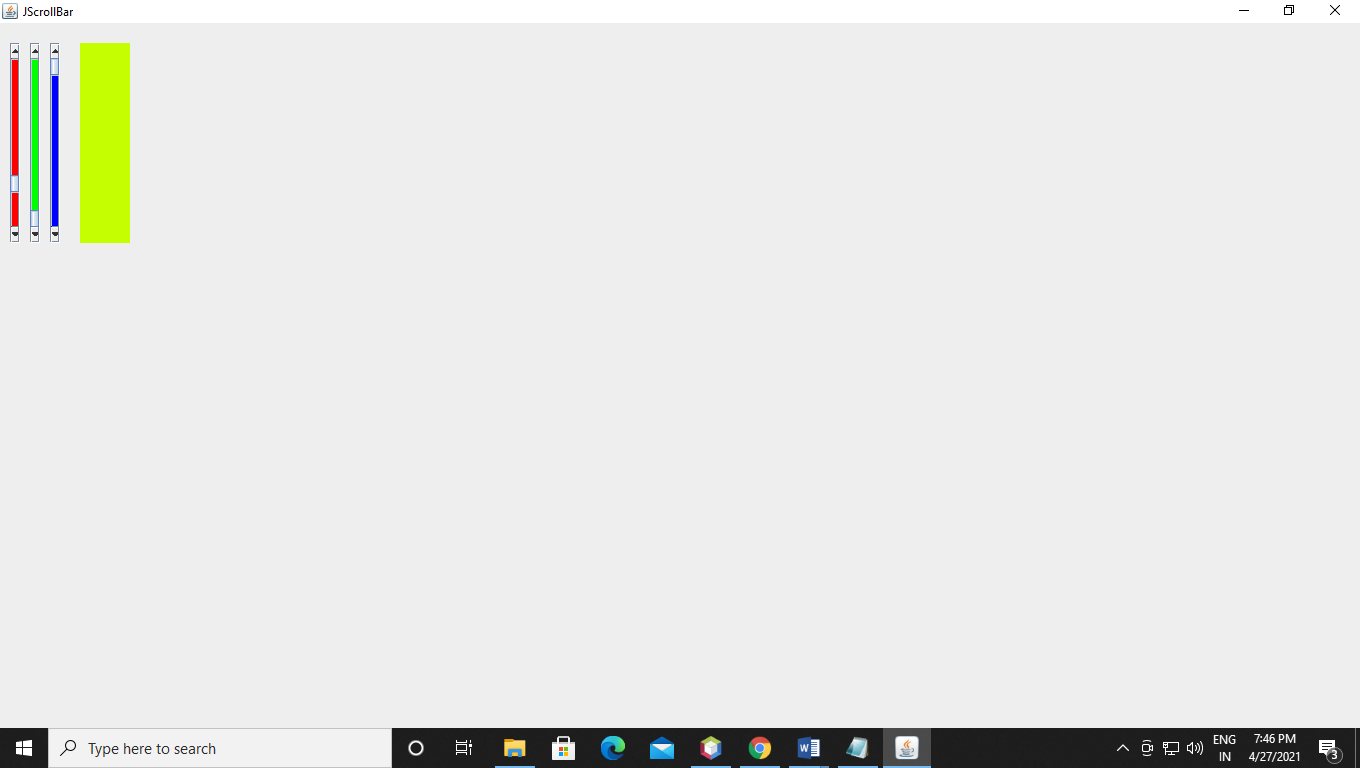 JScrollBar
Type here to search
ENG
IN
7:46 PM
4/27/2021
3